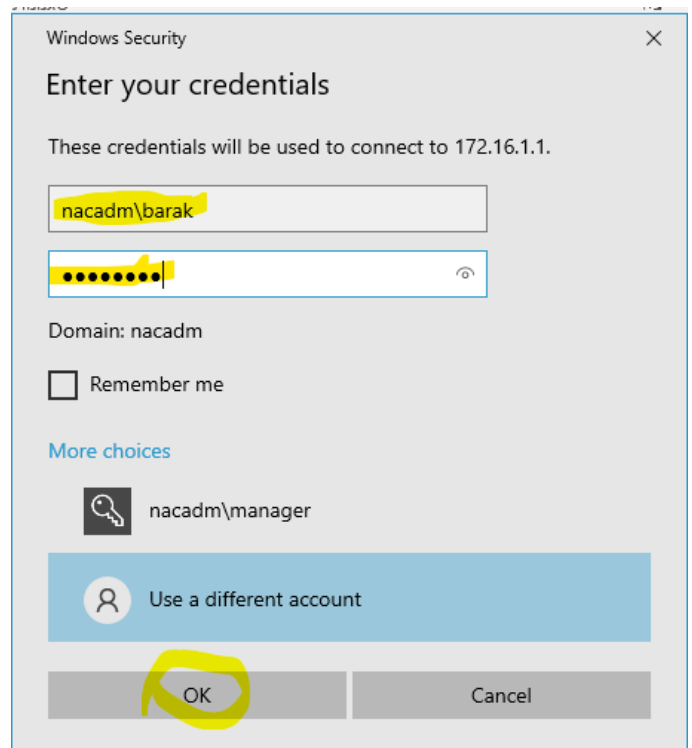 Windows Security
Enter your credentials
These credentials will be used to connect to 172.16.1.1.
nacadm\barak
••••••••
Domain: nacadm
Remember me
More choices
nacadm\manager
Use a different account
OK
Cancel